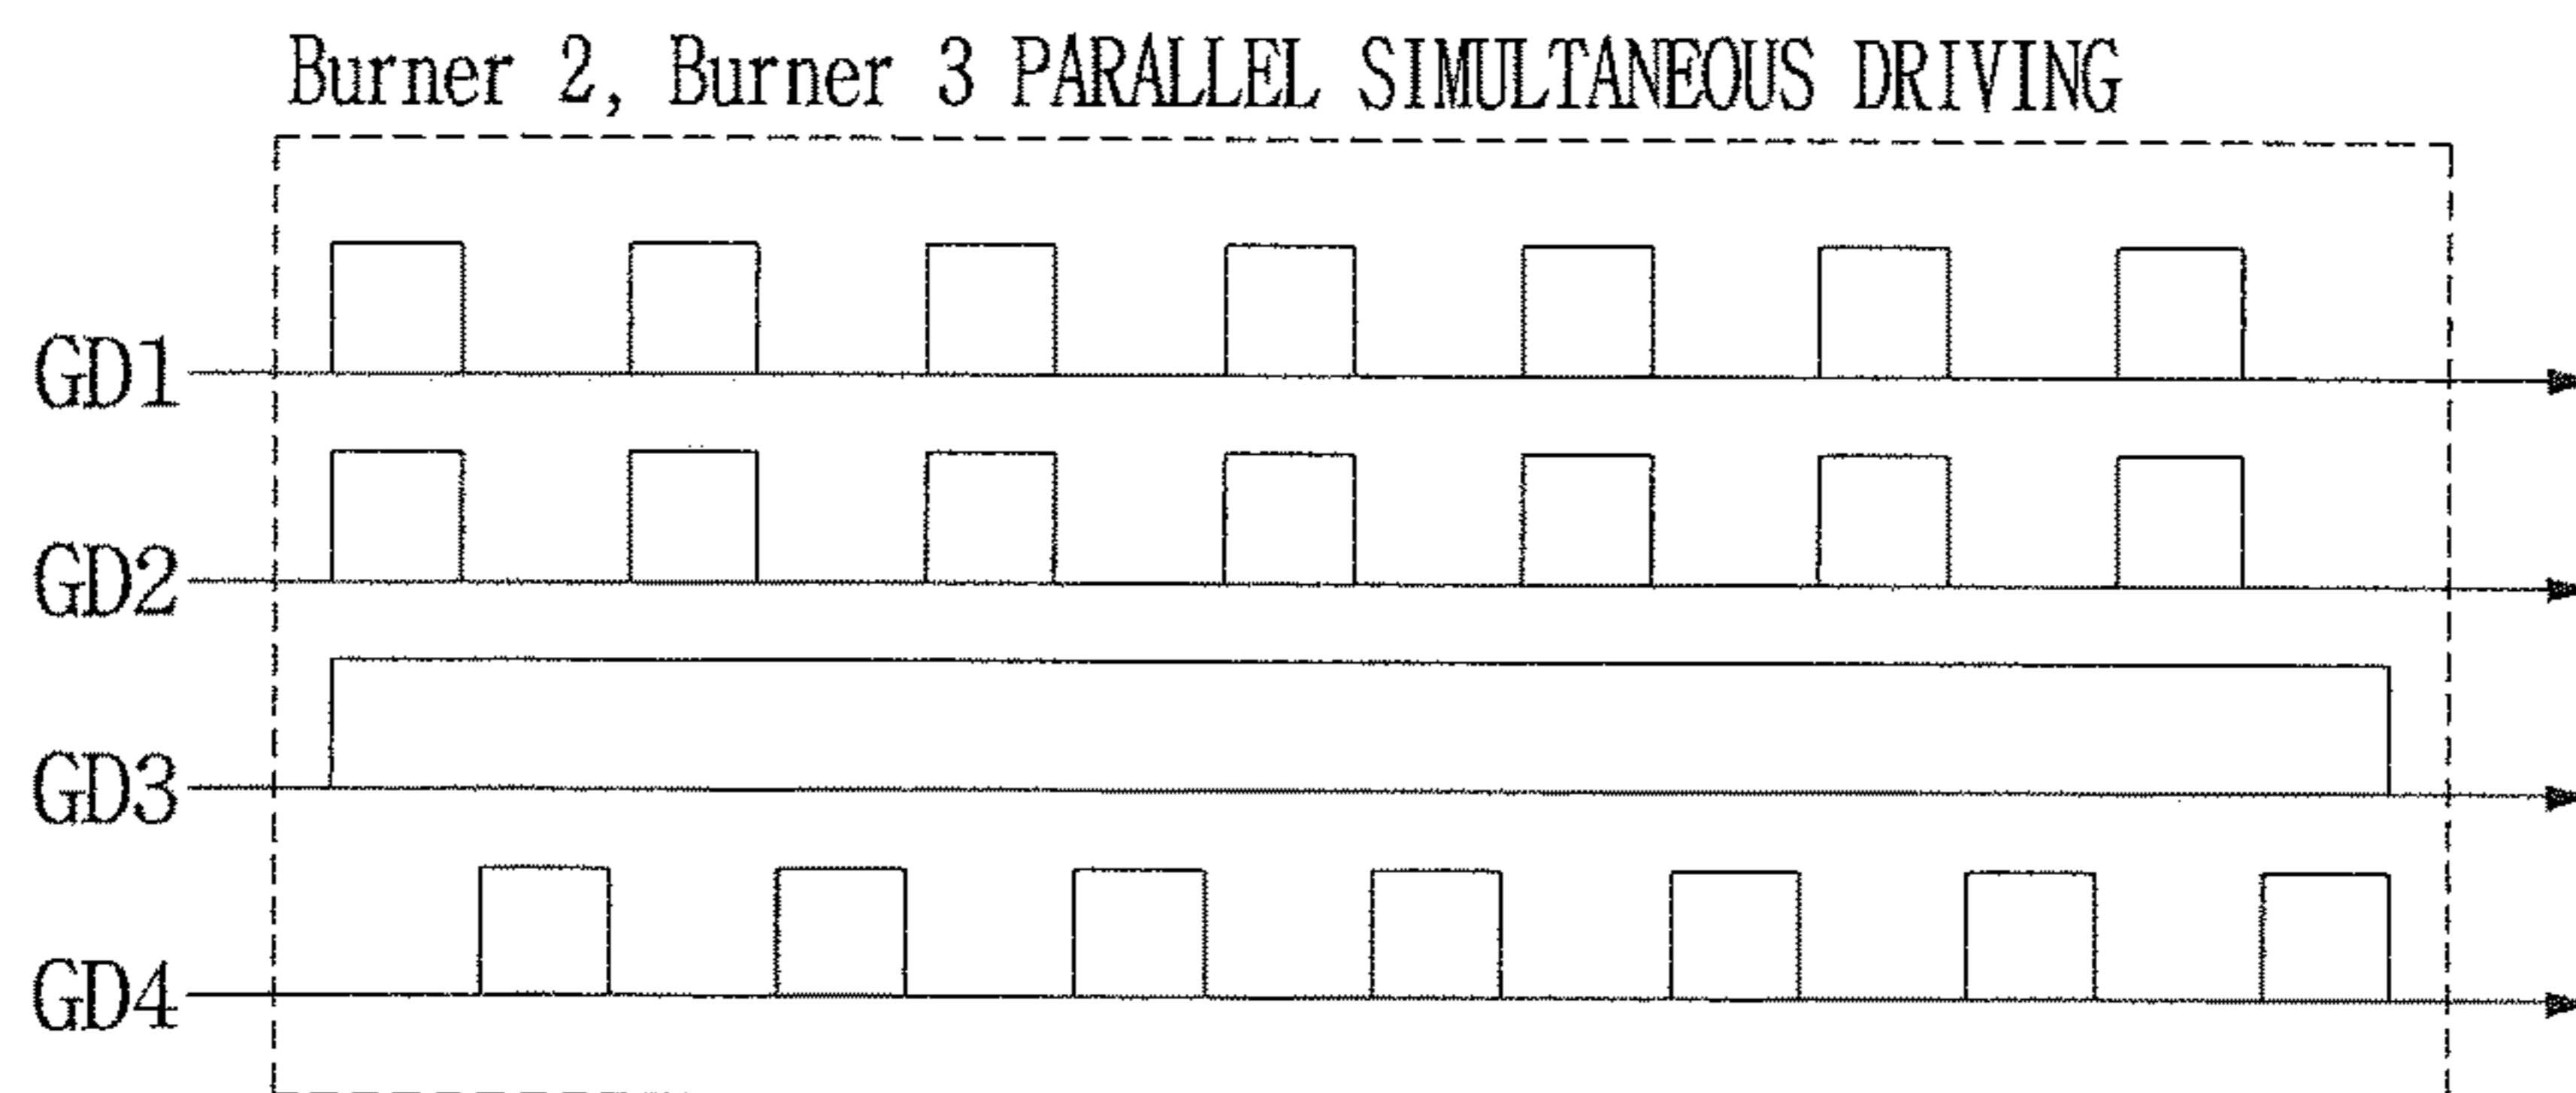 Burner 2, Burner 3 PARALLEL SIMULTANEOUS DRIVING
GD1
GD2
GD3
GD4